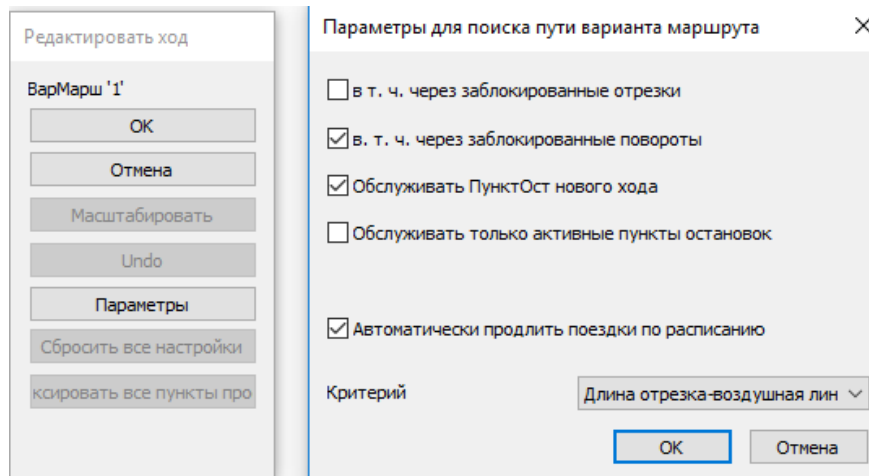 Редактировать ход
ВарМарш '1'
ОК
Отмена
Масштабировать
Undo
Параметры
Сбросить все настройки
ксировать все пункты про
Параметры для поиска пути варианта маршрута
в т. ч. через заблокированные отрезки
в. т. ч. через заблокированные повороты
Обслуживать ПунктОст нового хода
Обслуживать только активные пункты остановок
Автоматически продлить поездки по расписанию
Критерий
Длина отрезка-воздушная лин
ОК
Отмена